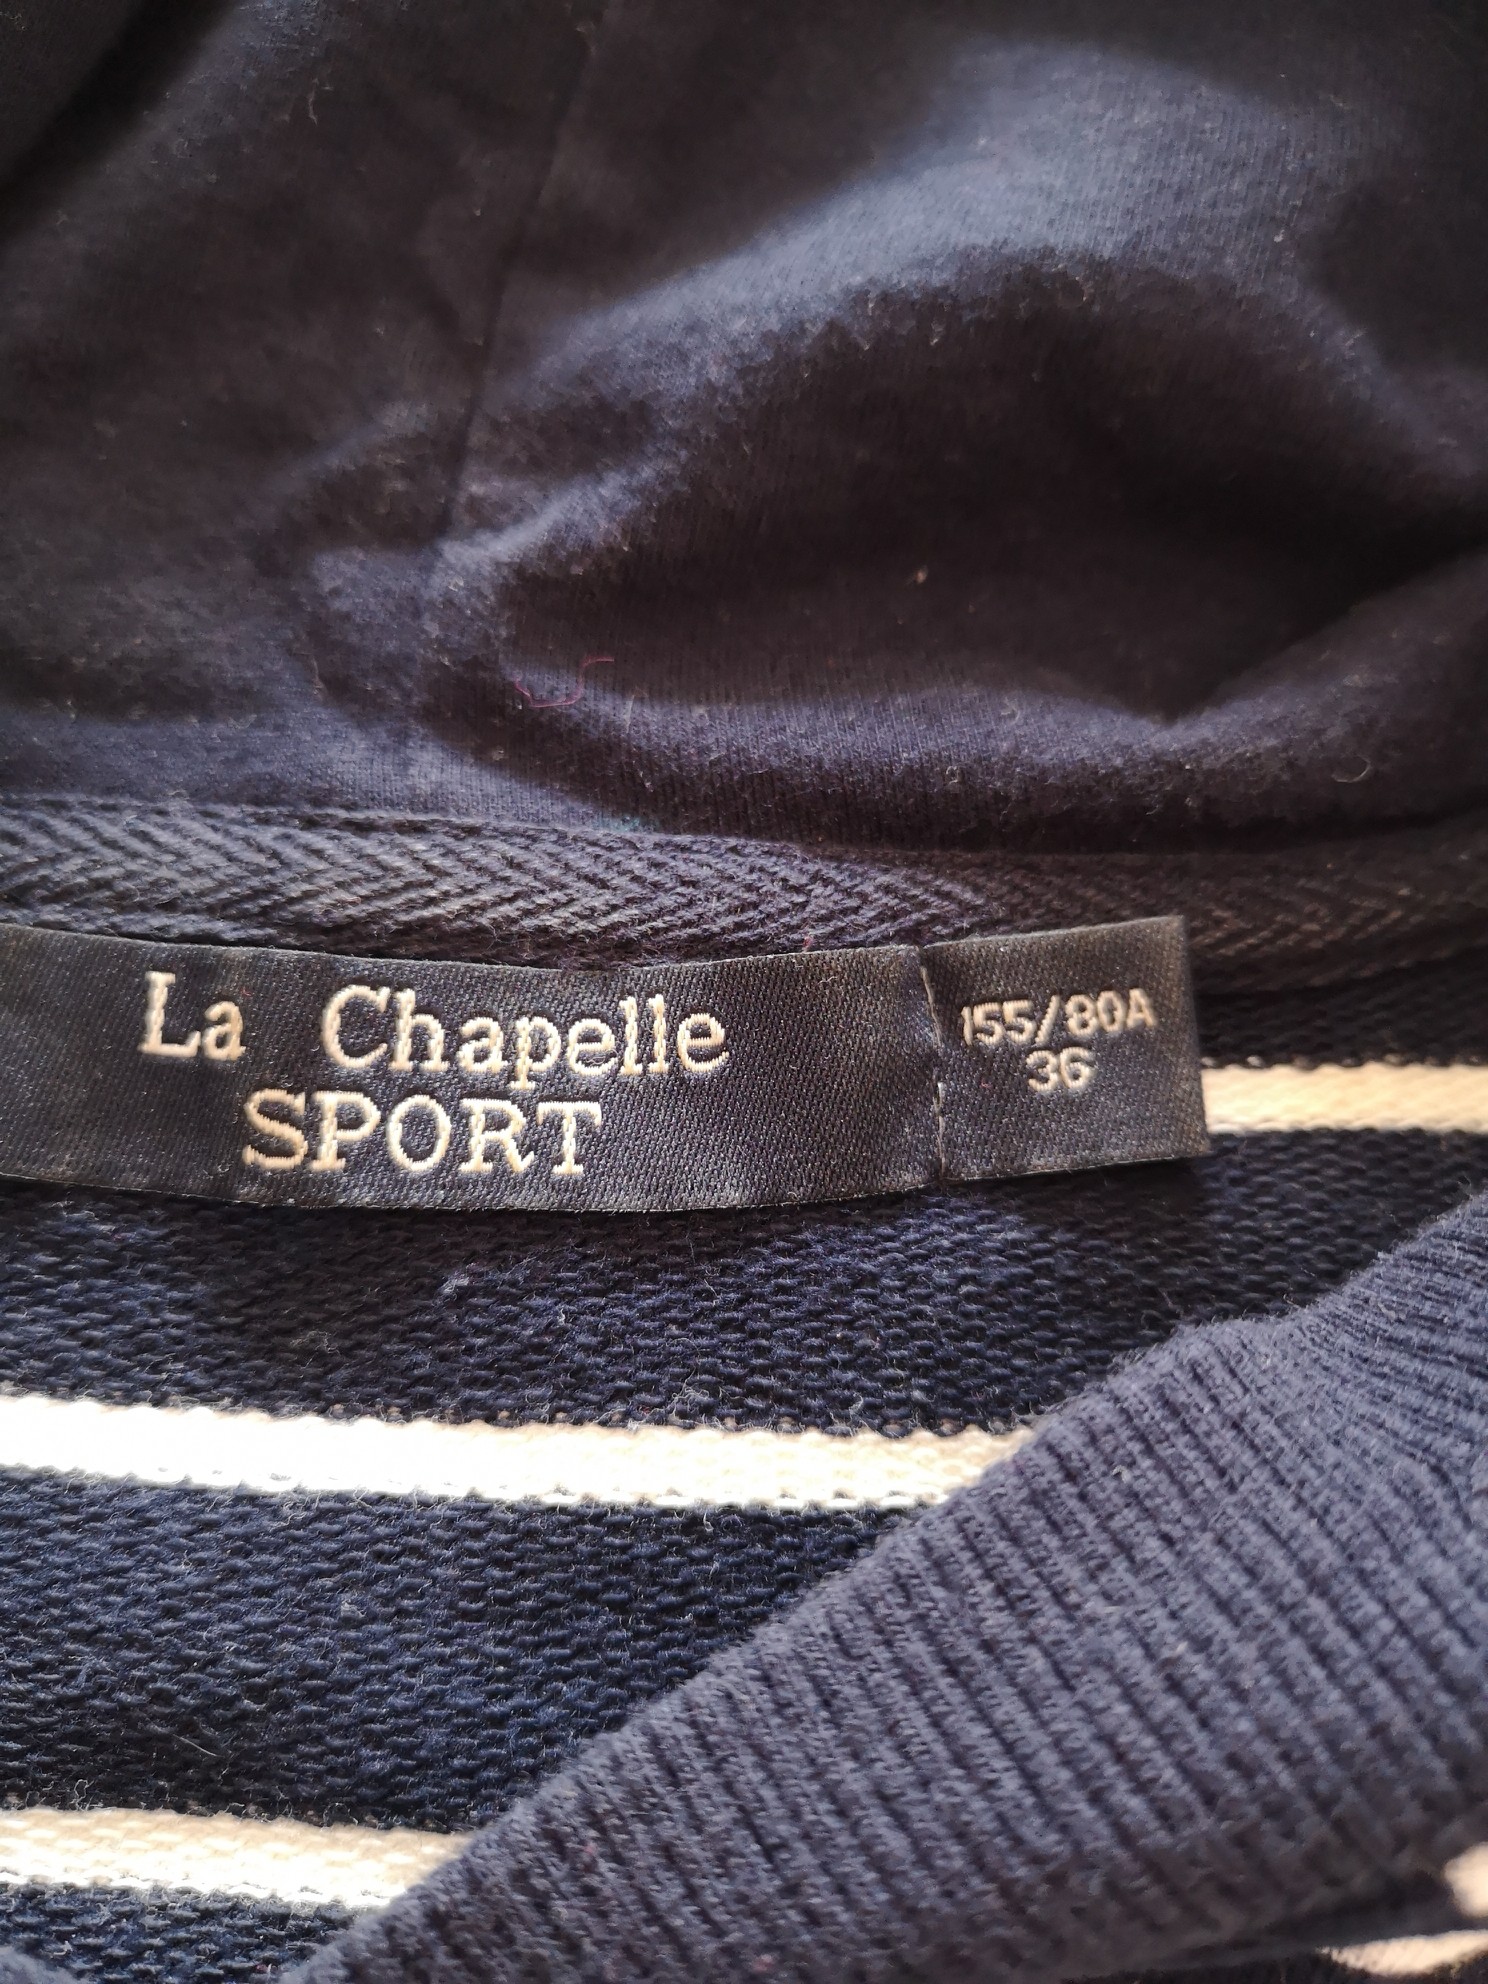 La Chapelle
SPORT
155/80A
36